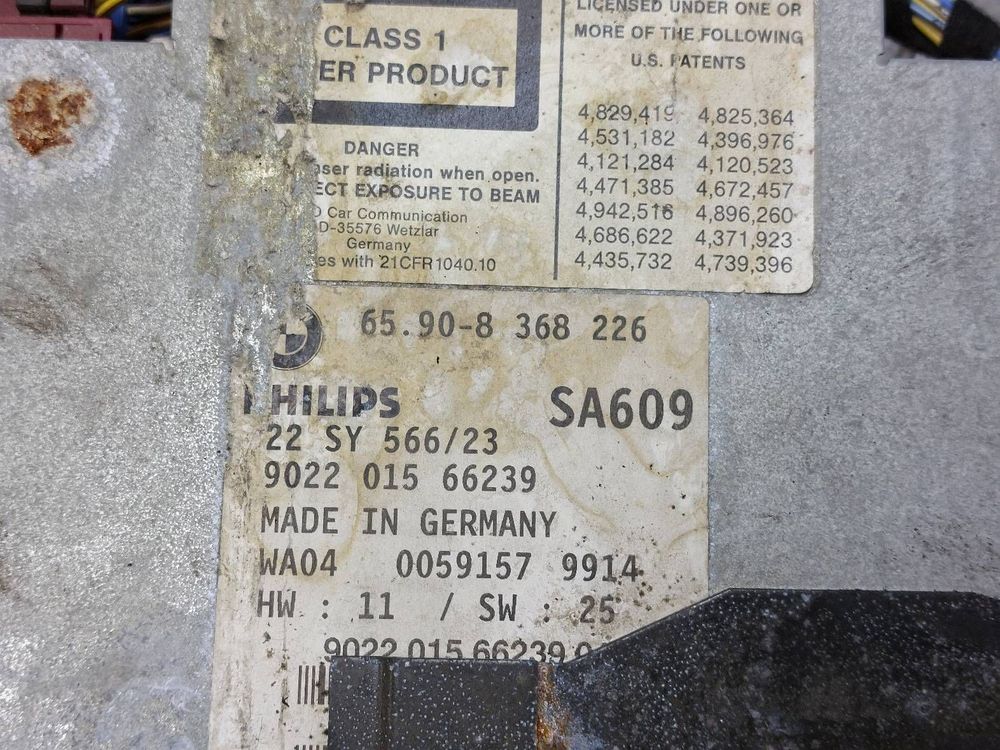 CLASS 1
ER PRODUCT
DANGER
ser radiation when open.
ECT EXPOSURE TO BEAM
Car Communication
D-35576 Wetzlar
Germany
es with 21CFR1040.10
LICENSED UNDER ONE OR
MORE OF THE FOLLOWING
U.S. PATENTS
4,829,419 4,825,364
4,531,182 4,396,976
4,121,284 4,120,523
4,471,385 4,672,457
4,942,516 4,896,260
4,686,622 4,371,923
4,435,732 4,739,396
65.90-8 368 226
PHILIPS SA609
22 SY 566/23
9022 015 66239
MADE IN GERMANY
WA04 0059157 9914
HW : 11 / SW : 25
9022 015 66239